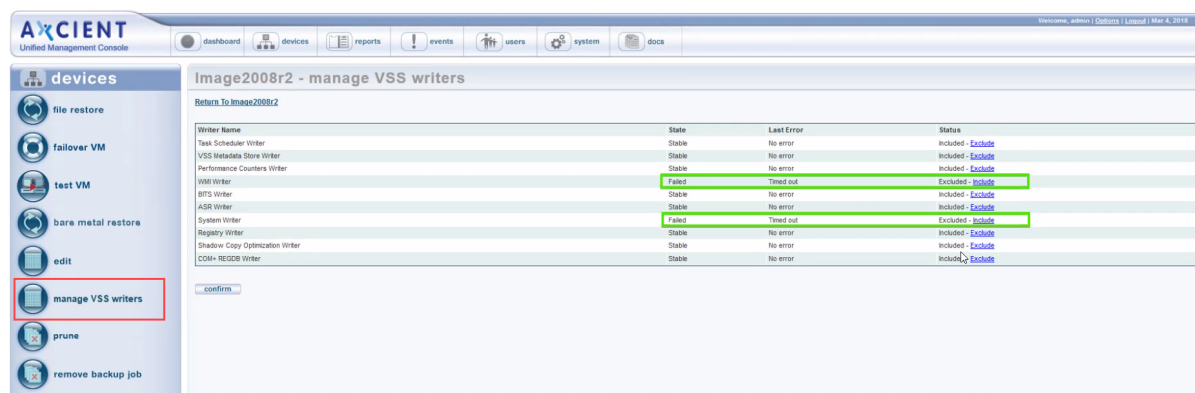 Welcome, admin | Options | Logout | Mar 4, 2018
AXCIENT
Unified Management Console
dashboard devices reports events users system docs
devices
file restore
failover VM
test VM
bare metal restore
edit
manage VSS writers
prune
remove backup job
Image2008r2 - manage VSS writers
Return To Image2008r2
Writer Name State Last Error Status
Task Scheduler Writer Stable No error Included - Exclude
VSS Metadata Store Writer Stable No error Included - Exclude
Performance Counters Writer Stable No error Included - Exclude
WMI Writer Failed Timed out Excluded - Include
BITS Writer Stable No error Included - Exclude
ASR Writer Stable No error Included - Exclude
System Writer Failed Timed out Excluded - Include
Registry Writer Stable No error Included - Exclude
Shadow Copy Optimization Writer Stable No error Included - Exclude
COM+ REGDB Writer Stable No error Included - Exclude
confirm